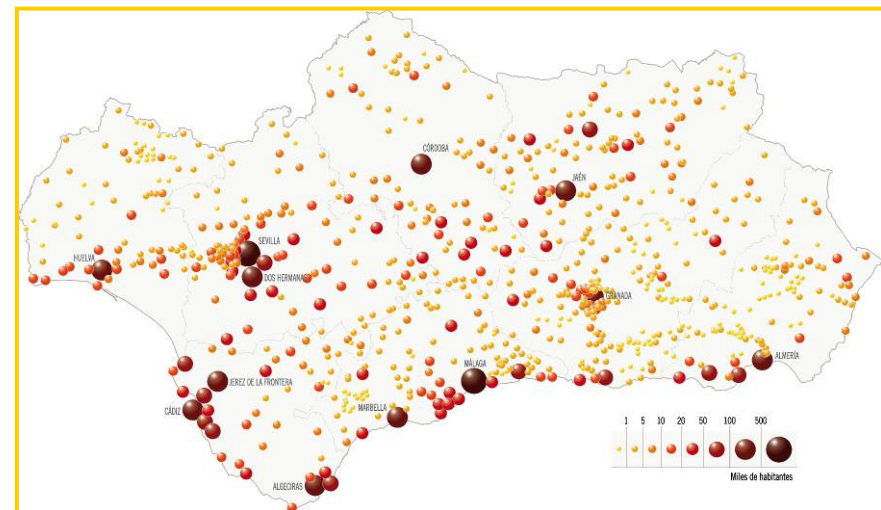 CÓRDOBA
JAÉN
SEVILLA
HUELVA
DOS HERMANAS
GRANADA
MÁLAGA
ALMERÍA
JEREZ DE LA FRONTERA
CÁDIZ
MARBELLA
ALGECIRAS
1 5 10 20 50 100 500
Miles de habitantes